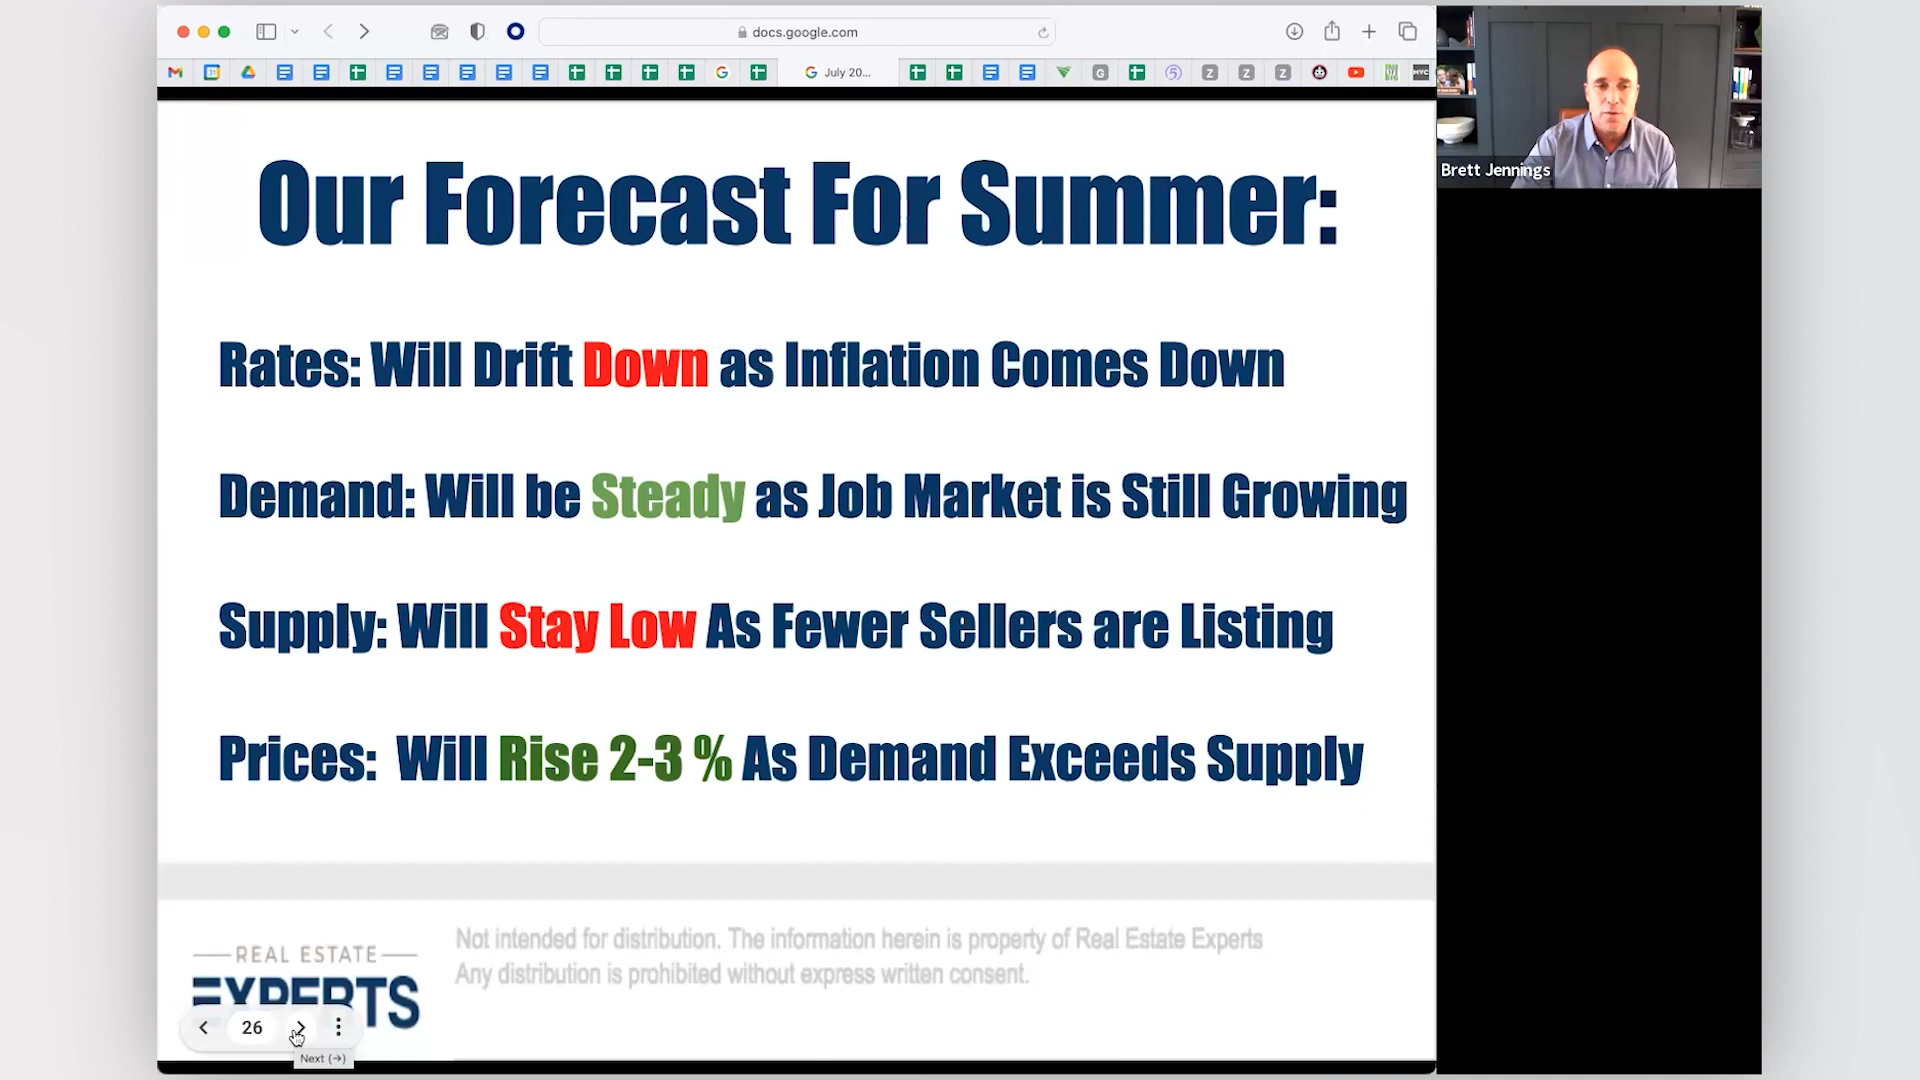 docs.google.com
July 20...
Brett Jennings
Our Forecast For Summer:
Rates: Will Drift Down as Inflation Comes Down
Demand: Will be Steady as Job Market is Still Growing
Supply: Will Stay Low As Fewer Sellers are Listing
Prices: Will Rise 2-3 % As Demand Exceeds Supply
REAL ESTATE
EXPERTS
Not intended for distribution. The information herein is property of Real Estate Experts
Any distribution is prohibited without express written consent.
26
Next (→)